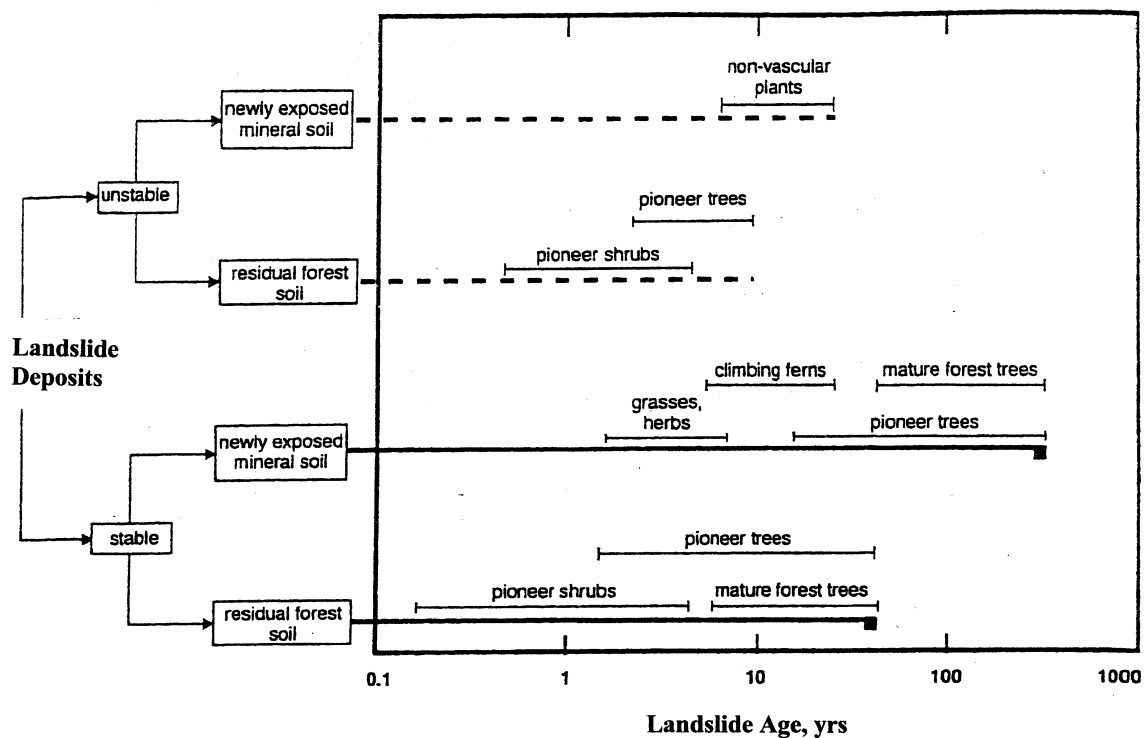 non-vascular
plants
newly exposed
mineral soil
unstable
pioneer trees
pioneer shrubs
residual forest
soil
Landslide
Deposits
climbing ferns
mature forest trees
grasses,
herbs
pioneer trees
newly exposed
mineral soil
stable
pioneer trees
pioneer shrubs
mature forest trees
residual forest
soil
0.1
1
10
100
1000
Landslide Age, yrs